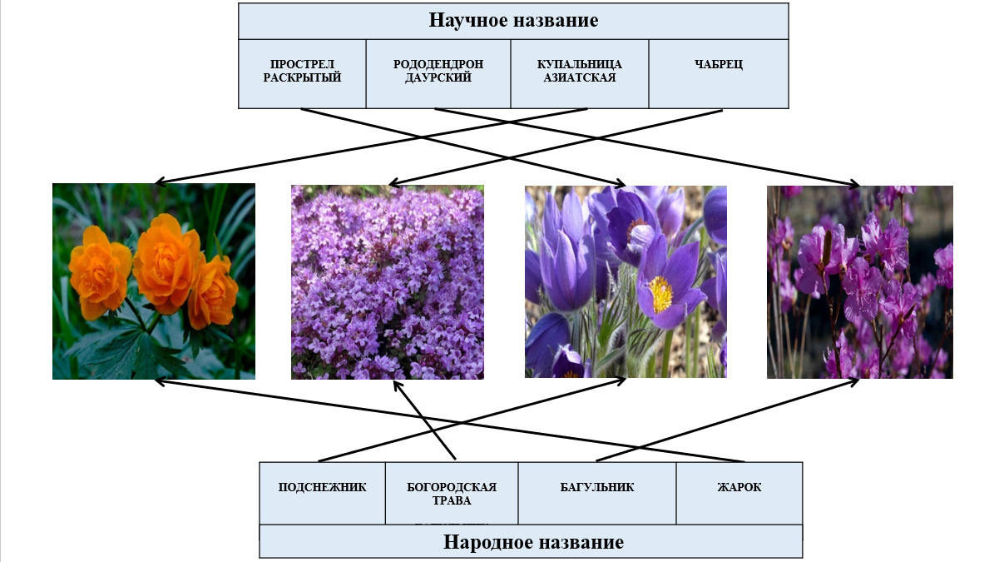 Научное название
ПРОСТРЕЛ
РАСКРЫТЫЙ
РОДОДЕНДРОН
ДАУРСКИЙ
КУПАЛЬНИЦА
АЗИАТСКАЯ
ЧАБРЕЦ
ПОДСНЕЖНИК
БОГОРОДСКАЯ
ТРАВА
БАГУЛЬНИК
ЖАРОК
Народное название